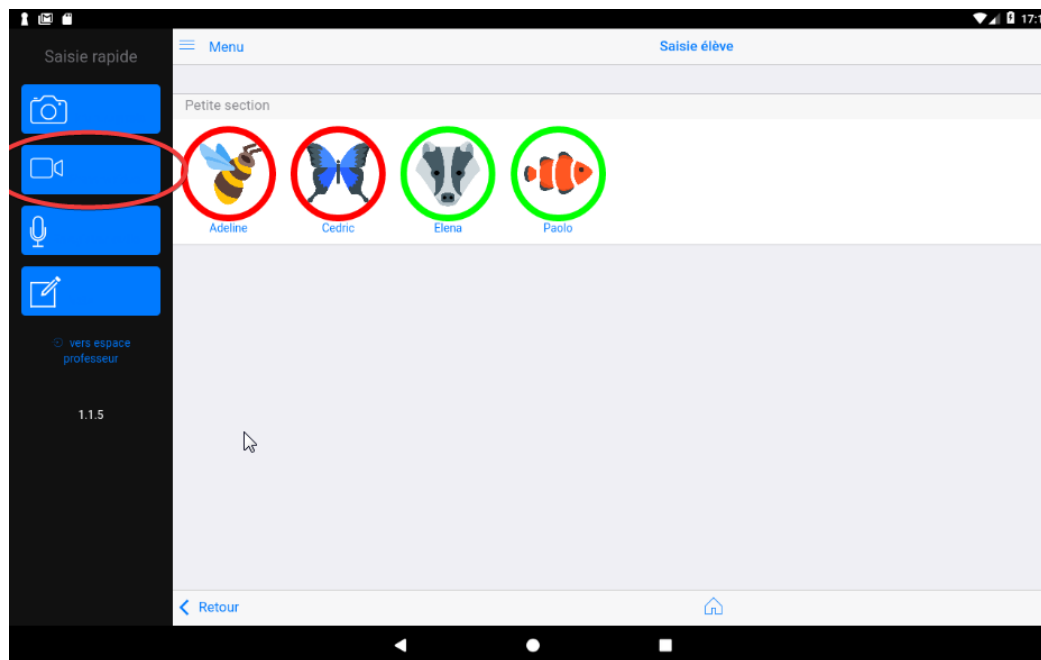 17:1
Saisie rapide
Menu
Saisie élève
Petite section
Adeline
Cedric
Elena
Paolo
vers espace
professeur
1.1.5
Retour